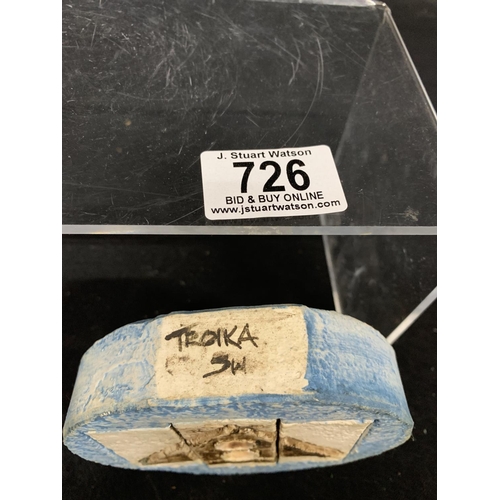 J. Stuart Watson
726
BID & BUY ONLINE
www.jstuartwatson.com
TROIKA
SW